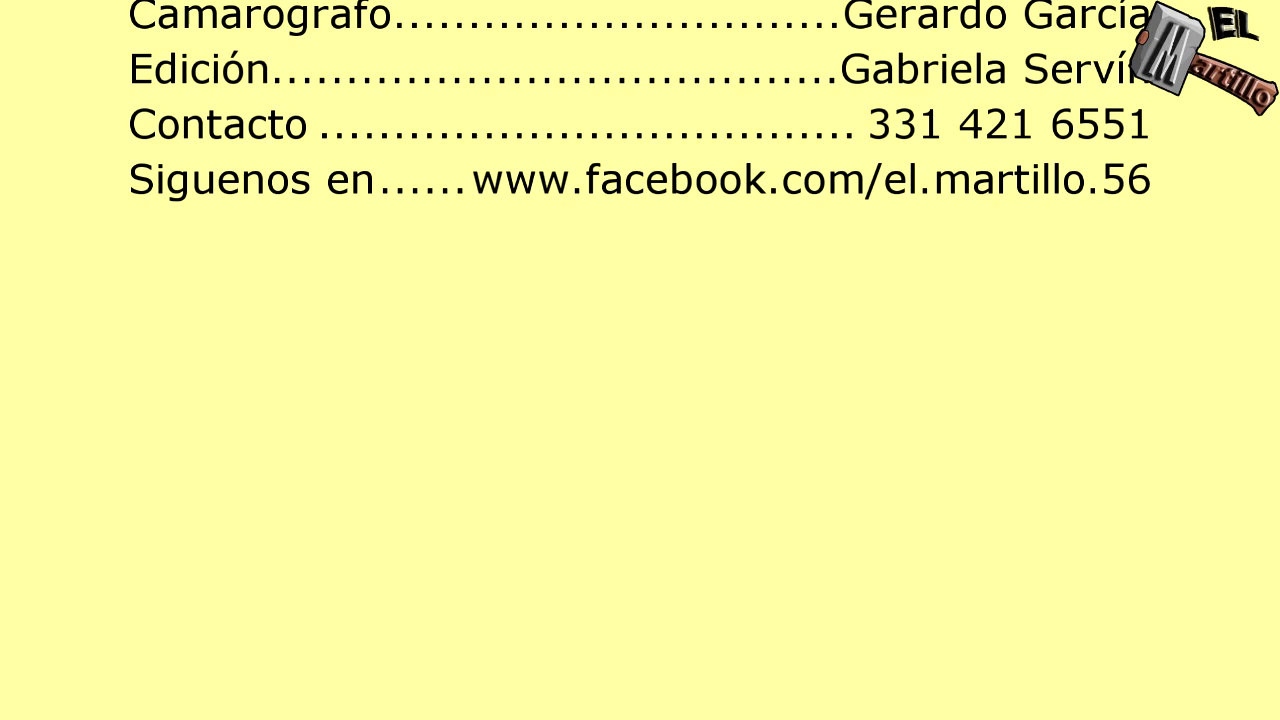 Camarografo..............................Gerardo García
Edición......................................Gabriela Servín
Contacto .................................... 331 421 6551
Siguenos en......www.facebook.com/el.martillo.56
EL
Martillo